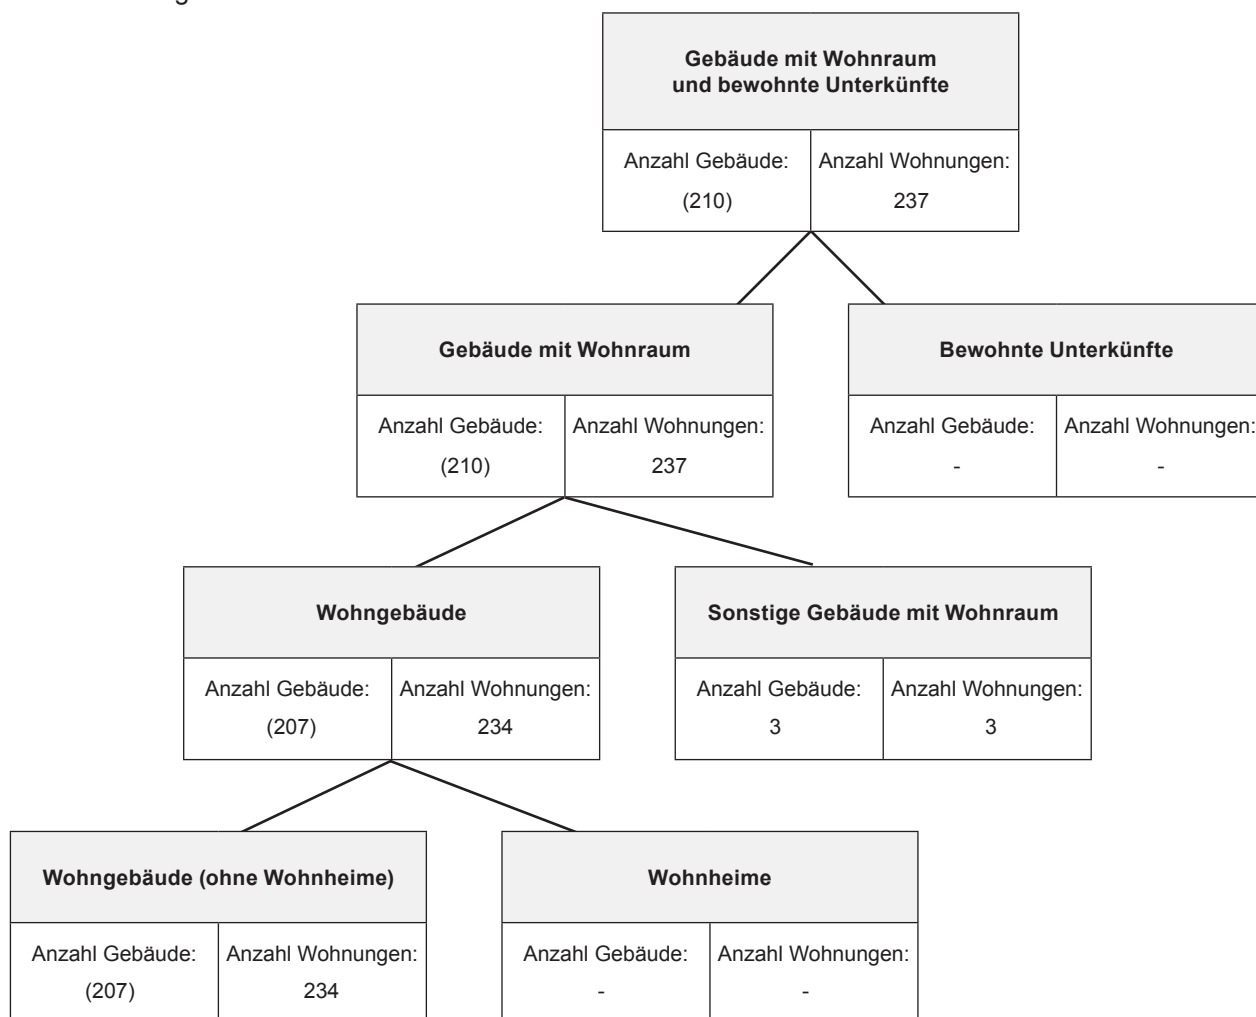 Gebäude mit Wohnraum
und bewohnte Unterkünfte
Anzahl Gebäude: Anzahl Wohnungen:
(210) 237
Gebäude mit Wohnraum Bewohnte Unterkünfte
Anzahl Gebäude: Anzahl Wohnungen: Anzahl Gebäude: Anzahl Wohnungen:
(210) 237 - -
Wohngebäude Sonstige Gebäude mit Wohnraum
Anzahl Gebäude: Anzahl Wohnungen: Anzahl Gebäude: Anzahl Wohnungen:
(207) 234 3 3
Wohngebäude (ohne Wohnheime) Wohnheime
Anzahl Gebäude: Anzahl Wohnungen: Anzahl Gebäude: Anzahl Wohnungen:
(207) 234 - -